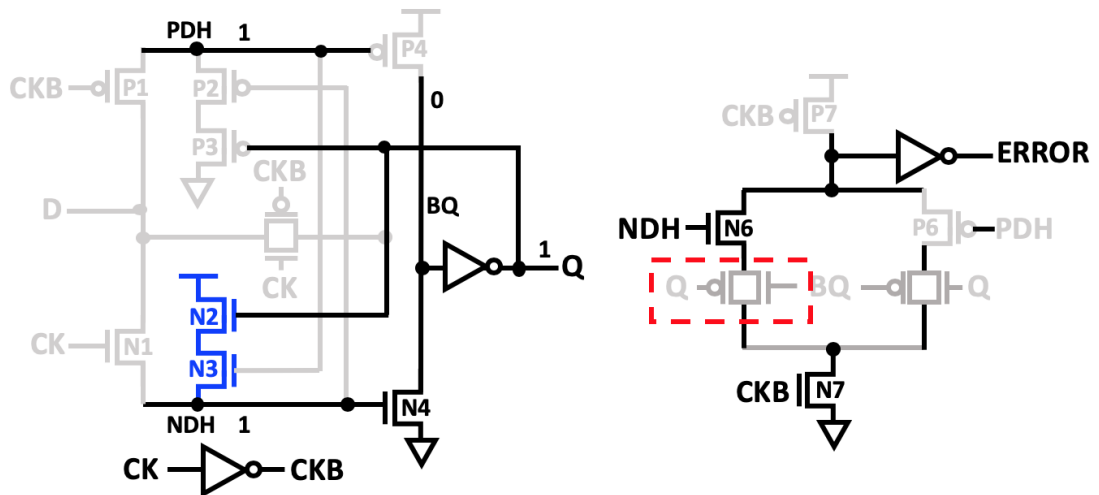 PDH 1
P4
CKB P1 P2
0
P3
CKB
D
BQ
1 Q
CK
N2
CK N1
N3
N4
NDH 1
CK CKB
CKB P7
ERROR
NDH N6 P6 PDH
Q BQ Q
CKB N7